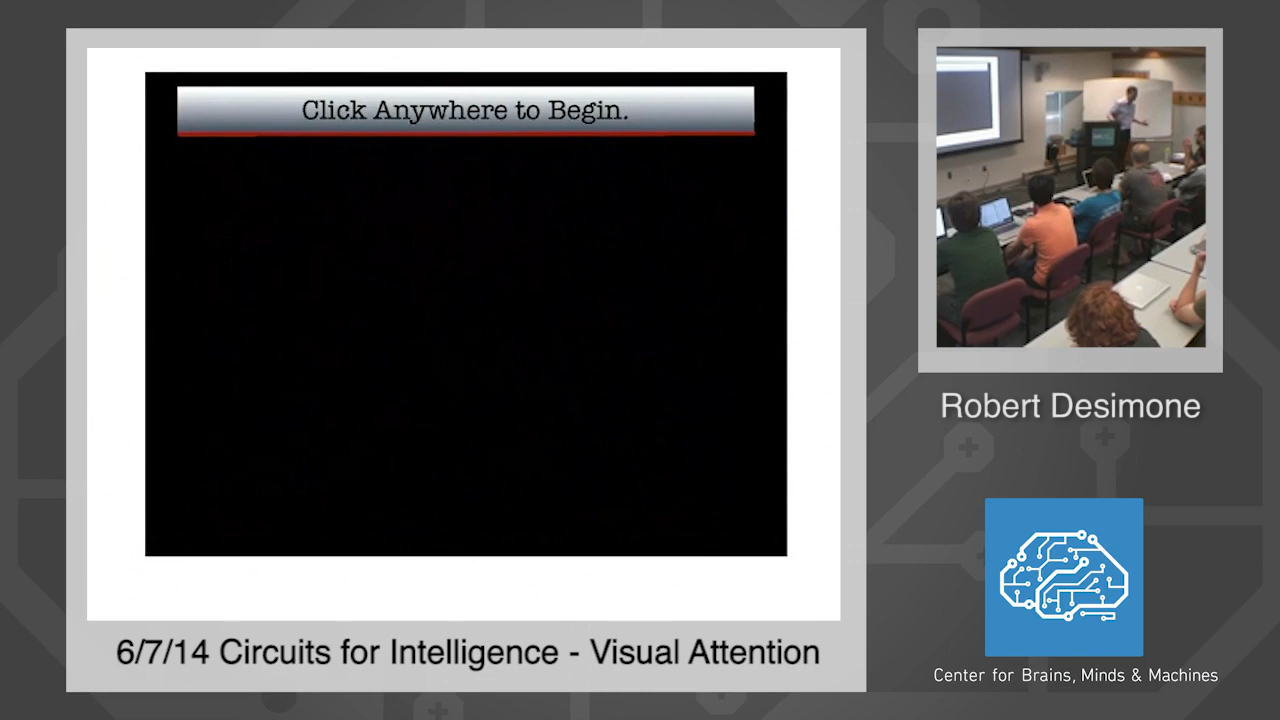 Click Anywhere to Begin.
6/7/14 Circuits for Intelligence - Visual Attention
Robert Desimone
Center for Brains, Minds & Machines